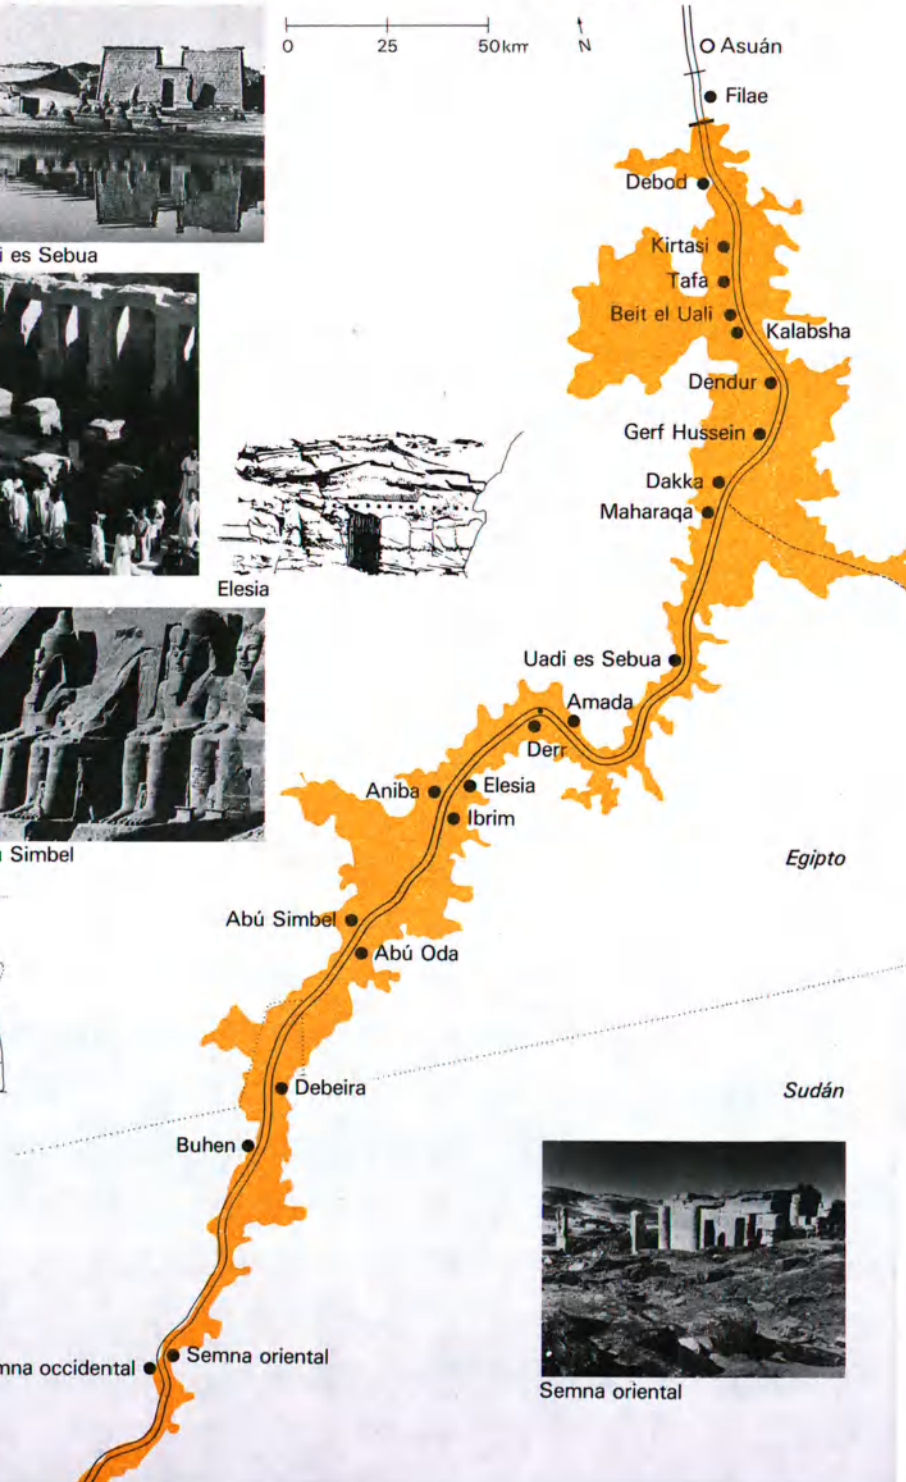 0 25 50km
N
Asuán
Filae
Debod
Kirtasi
Tafa
Beit el Uali
Kalabsha
Dendur
Gerf Hussein
Dakka
Maharaqa
es Sebua
Elesia
Uadi es Sebua
Amada
Derr
Aniba
Elesia
Ibrim
Simbel
Egipto
Abú Simbel
Abú Oda
Debeira
Sudán
Buhen
Semna oriental
mna occidental
Semna oriental